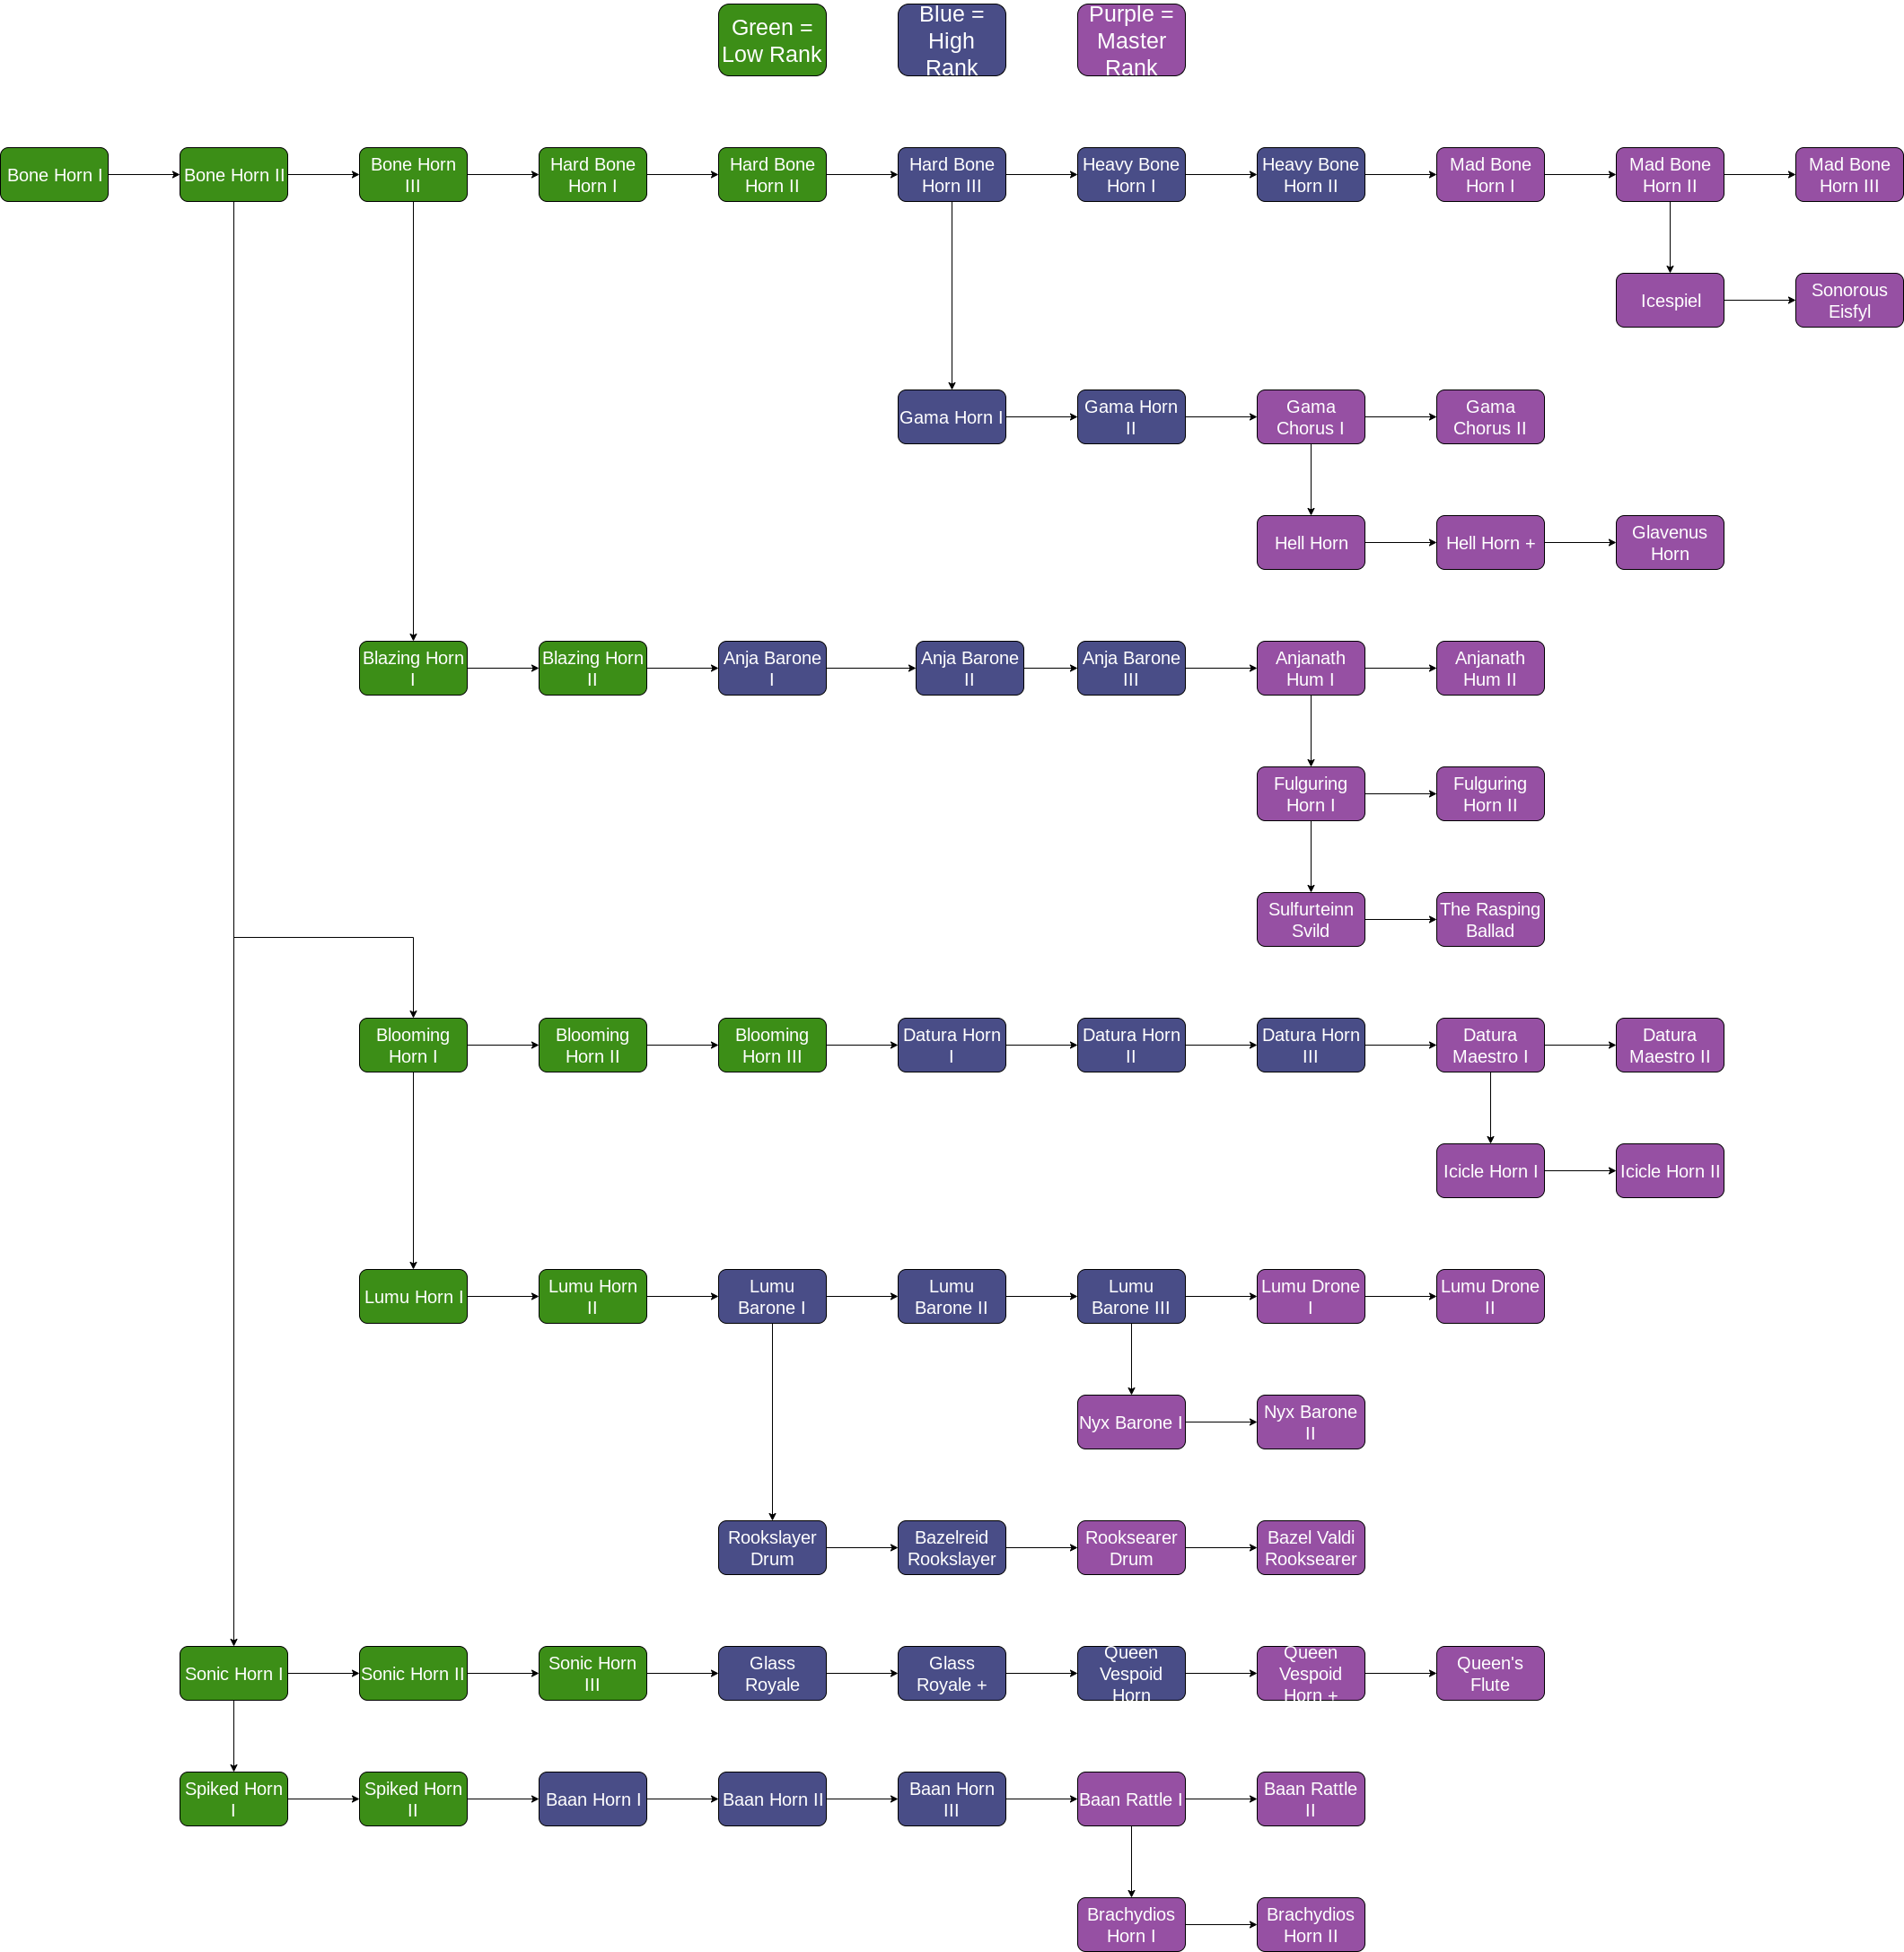 Green =
Low Rank
Blue =
High
Rank
Purple =
Master
Rank
Bone Horn I
Bone Horn II
Bone Horn
III
Hard Bone
Horn I
Hard Bone
Horn II
Hard Bone
Horn III
Heavy Bone
Horn I
Heavy Bone
Horn II
Mad Bone
Horn I
Mad Bone
Horn II
Mad Bone
Horn III
Icespiel
Sonorous
Eisfyl
Gama Horn I
Gama Horn
II
Gama
Chorus I
Gama
Chorus II
Hell Horn
Hell Horn +
Glavenus
Horn
Blazing Horn
I
Blazing Horn
II
Anja Barone
I
Anja Barone
II
Anja Barone
III
Anjanath
Hum I
Anjanath
Hum II
Fulguring
Horn I
Fulguring
Horn II
Sulfurteinn
Svild
The Rasping
Ballad
Blooming
Horn I
Blooming
Horn II
Blooming
Horn III
Datura Horn
I
Datura Horn
II
Datura Horn
III
Datura
Maestro I
Datura
Maestro II
Icicle Horn I
Icicle Horn II
Lumu Horn I
Lumu Horn
II
Lumu
Barone I
Lumu
Barone II
Lumu
Barone III
Lumu Drone
I
Lumu Drone
II
Nyx Barone I
Nyx Barone
II
Rookslayer
Drum
Bazelreid
Rookslayer
Rooksearer
Drum
Bazel Valdi
Rooksearer
Sonic Horn I
Sonic Horn II
Sonic Horn
III
Glass
Royale
Glass
Royale +
Queen
Vespoid
Horn
Queen
Vespoid
Horn +
Queen's
Flute
Spiked Horn
I
Spiked Horn
II
Baan Horn I
Baan Horn II
Baan Horn
III
Baan Rattle I
Baan Rattle
II
Brachydios
Horn I
Brachydios
Horn II